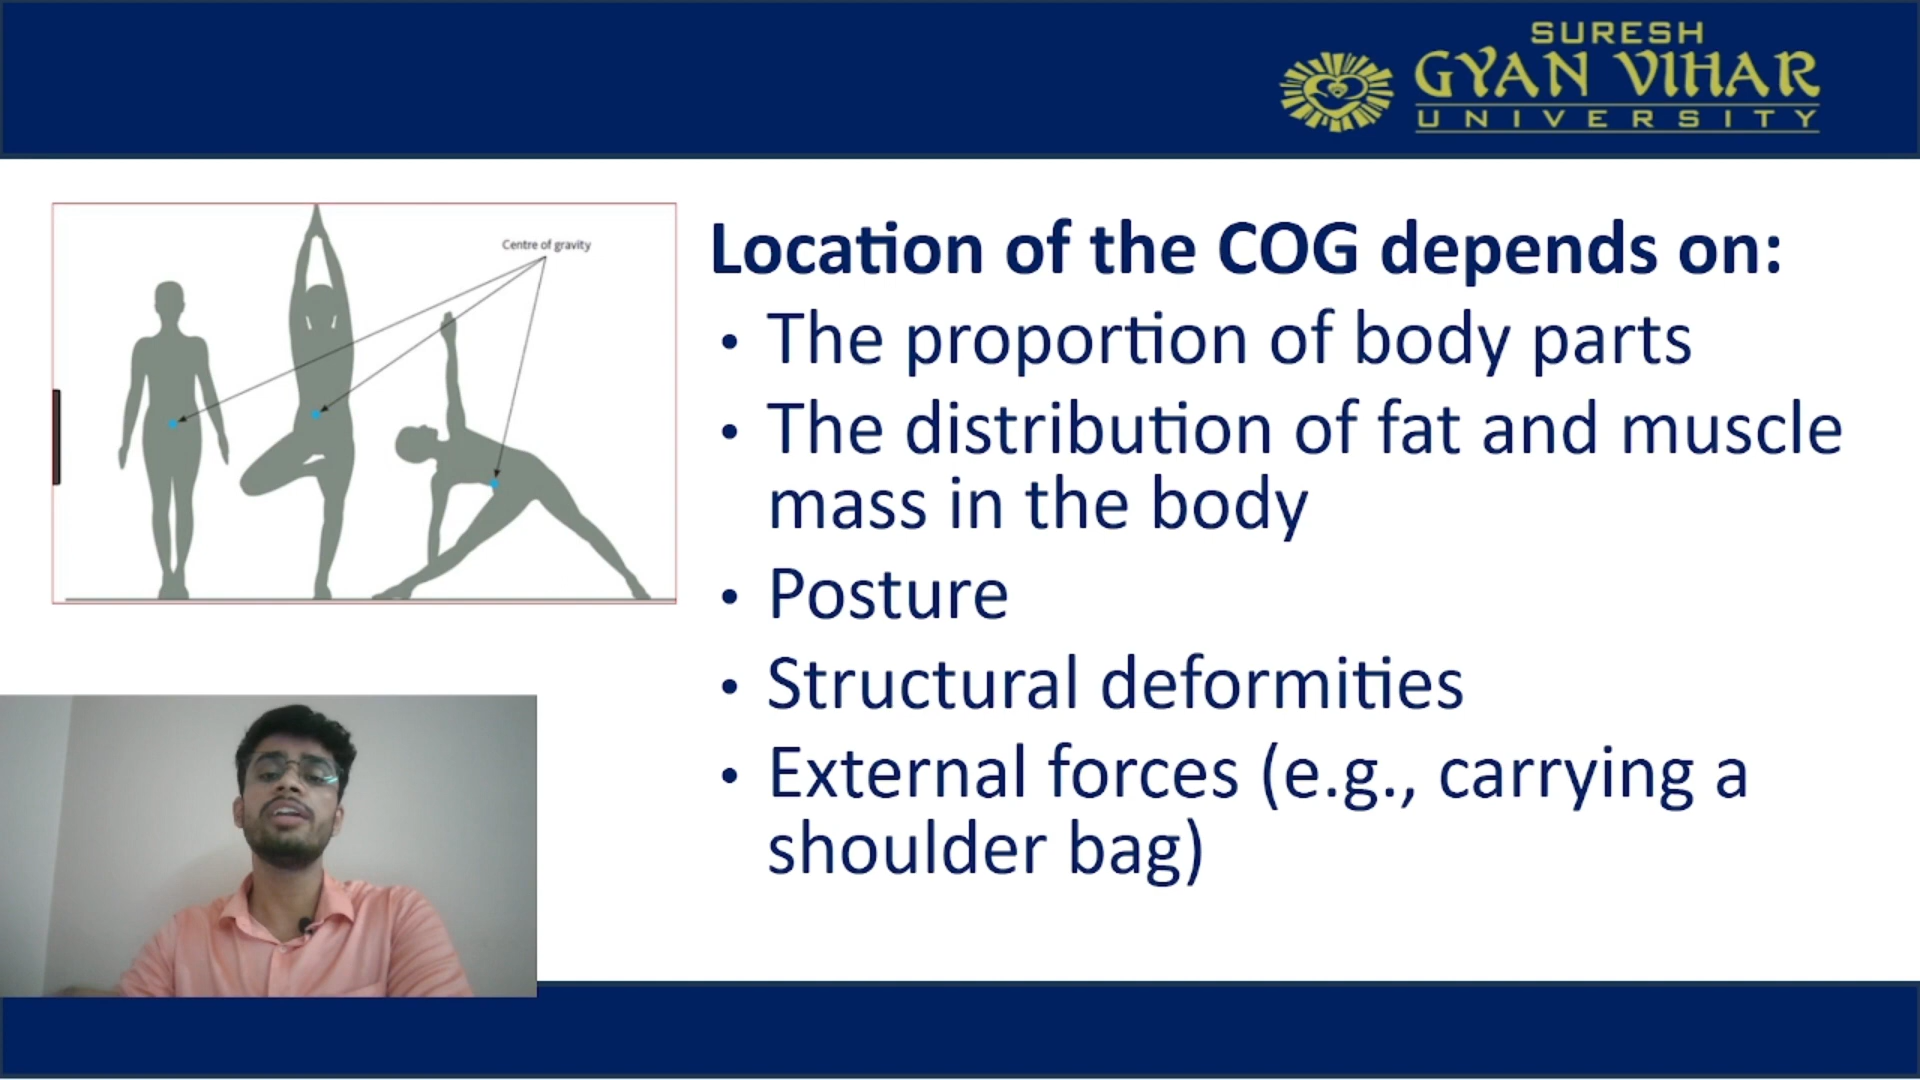 SURESH
GYAN VIHAR
UNIVERSITY
Centre of gravity
Location of the COG depends on:
• The proportion of body parts
• The distribution of fat and muscle
mass in the body
• Posture
• Structural deformities
• External forces (e.g., carrying a
shoulder bag)